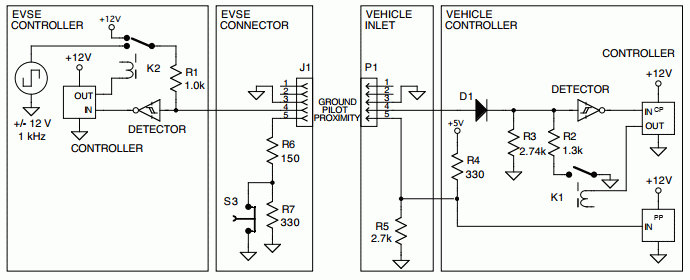 EVSE
CONTROLLER
+12V
+12V
K2
R1
1.0k
OUT
IN
DETECTOR
+/- 12 V
1 kHz
CONTROLLER
EVSE
CONNECTOR
J1
1
2
3
4
5
GROUND
PILOT
PROXIMITY
R6
150
S3
R7
330
VEHICLE
INLET
P1
1
2
3
4
5
R5
2.7k
VEHICLE
CONTROLLER
CONTROLLER
+12V
D1
DETECTOR
IN CP
OUT
+5V
R3
2.74k
R2
1.3k
R4
330
K1
+12V
PP
IN